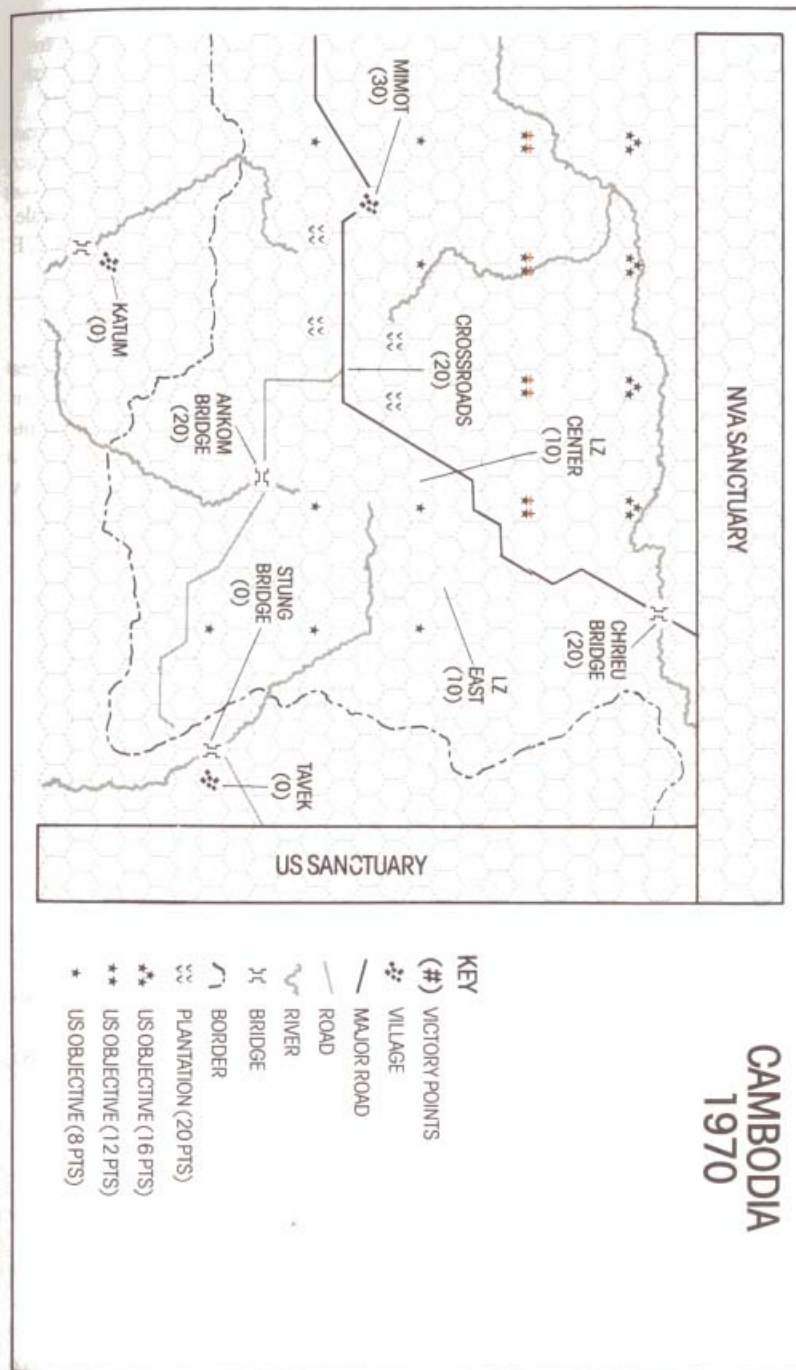 CAMBODIA
1970
NVA SANCTUARY
US SANCTUARY
MIMOT
(30)
KATUM
(0)
CROSSROADS
(20)
ANKOM
BRIDGE
(20)
LZ
CENTER
(10)
STUNG
BRIDGE
(0)
LZ
EAST
(10)
CHRIEU
BRIDGE
(20)
TAVEK
(0)
KEY
(#) VICTORY POINTS
VILLAGE
MAJOR ROAD
ROAD
RIVER
BRIDGE
BORDER
PLANTATION (20 PTS)
US OBJECTIVE (16 PTS)
US OBJECTIVE (12 PTS)
US OBJECTIVE (8 PTS)